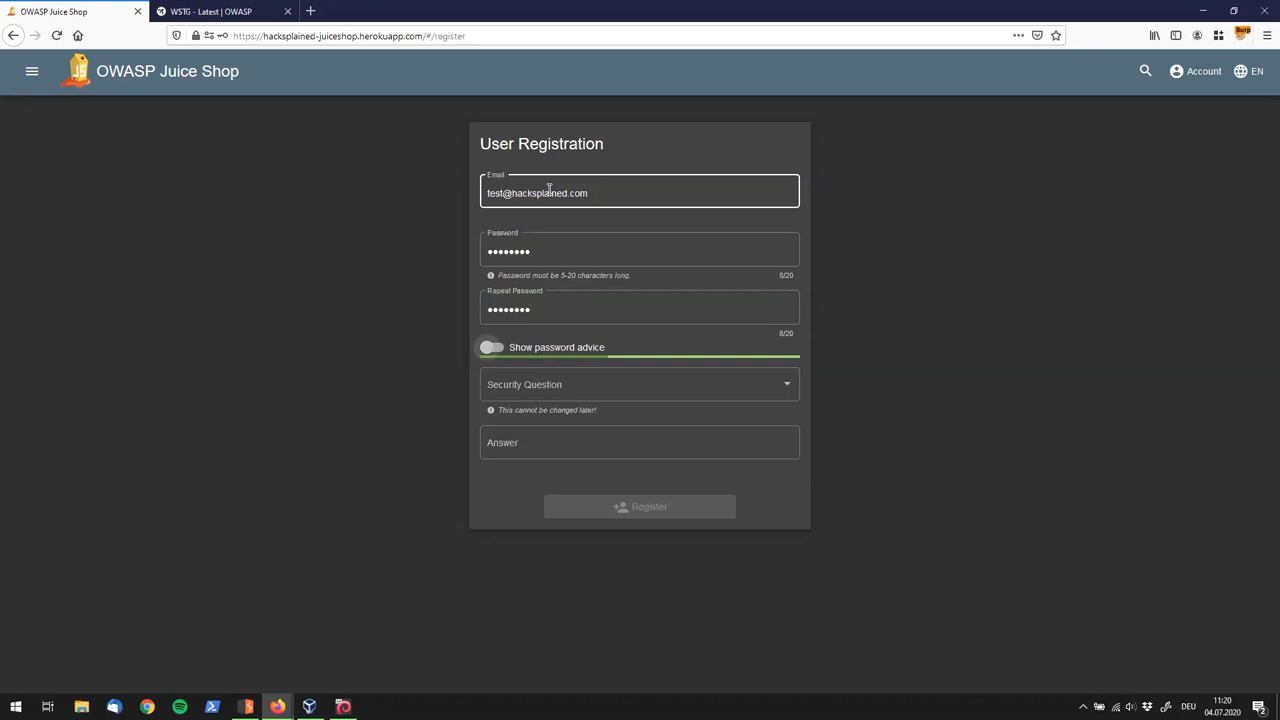 OWASP Juice Shop
WSTG - Latest | OWASP
https://hacksplained-juiceshop.herokuapp.com/#/register
Burp
OWASP Juice Shop
Account
EN
User Registration
Email
test@hacksplained.com
Password
••••••••
Password must be 5-20 characters long.
8/20
Repeat Password
••••••••
8/20
Show password advice
Security Question
This cannot be changed later!
Answer
Register
DEU
11:20
04.07.2020
2